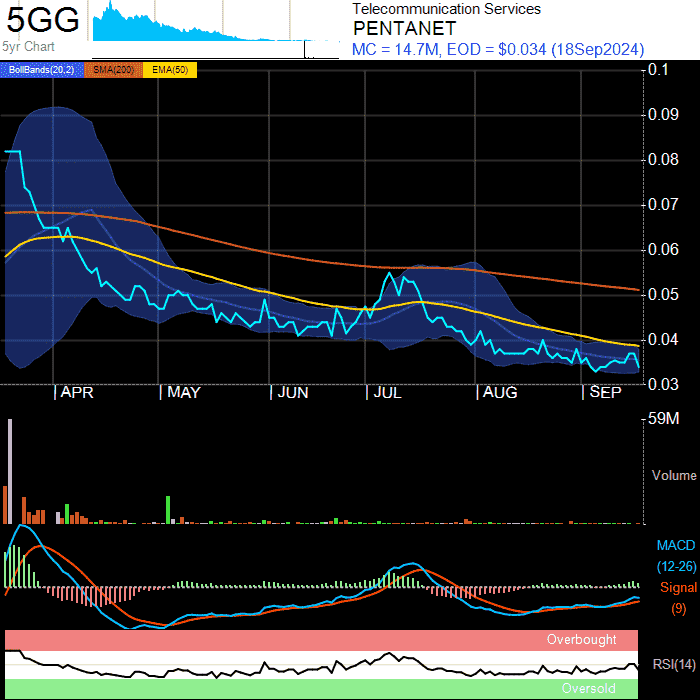 5GG
5yr Chart
Telecommunication Services
PENTANET
MC = 14.7M, EOD = $0.034 (18Sep2024)
BollBands(20,2) SMA(200) EMA(50)
0.1
0.09
0.08
0.07
0.06
0.05
0.04
0.03
APR MAY JUN JUL AUG SEP
59M
Volume
MACD
(12-26)
Signal
(9)
Overbought
RSI(14)
Oversold